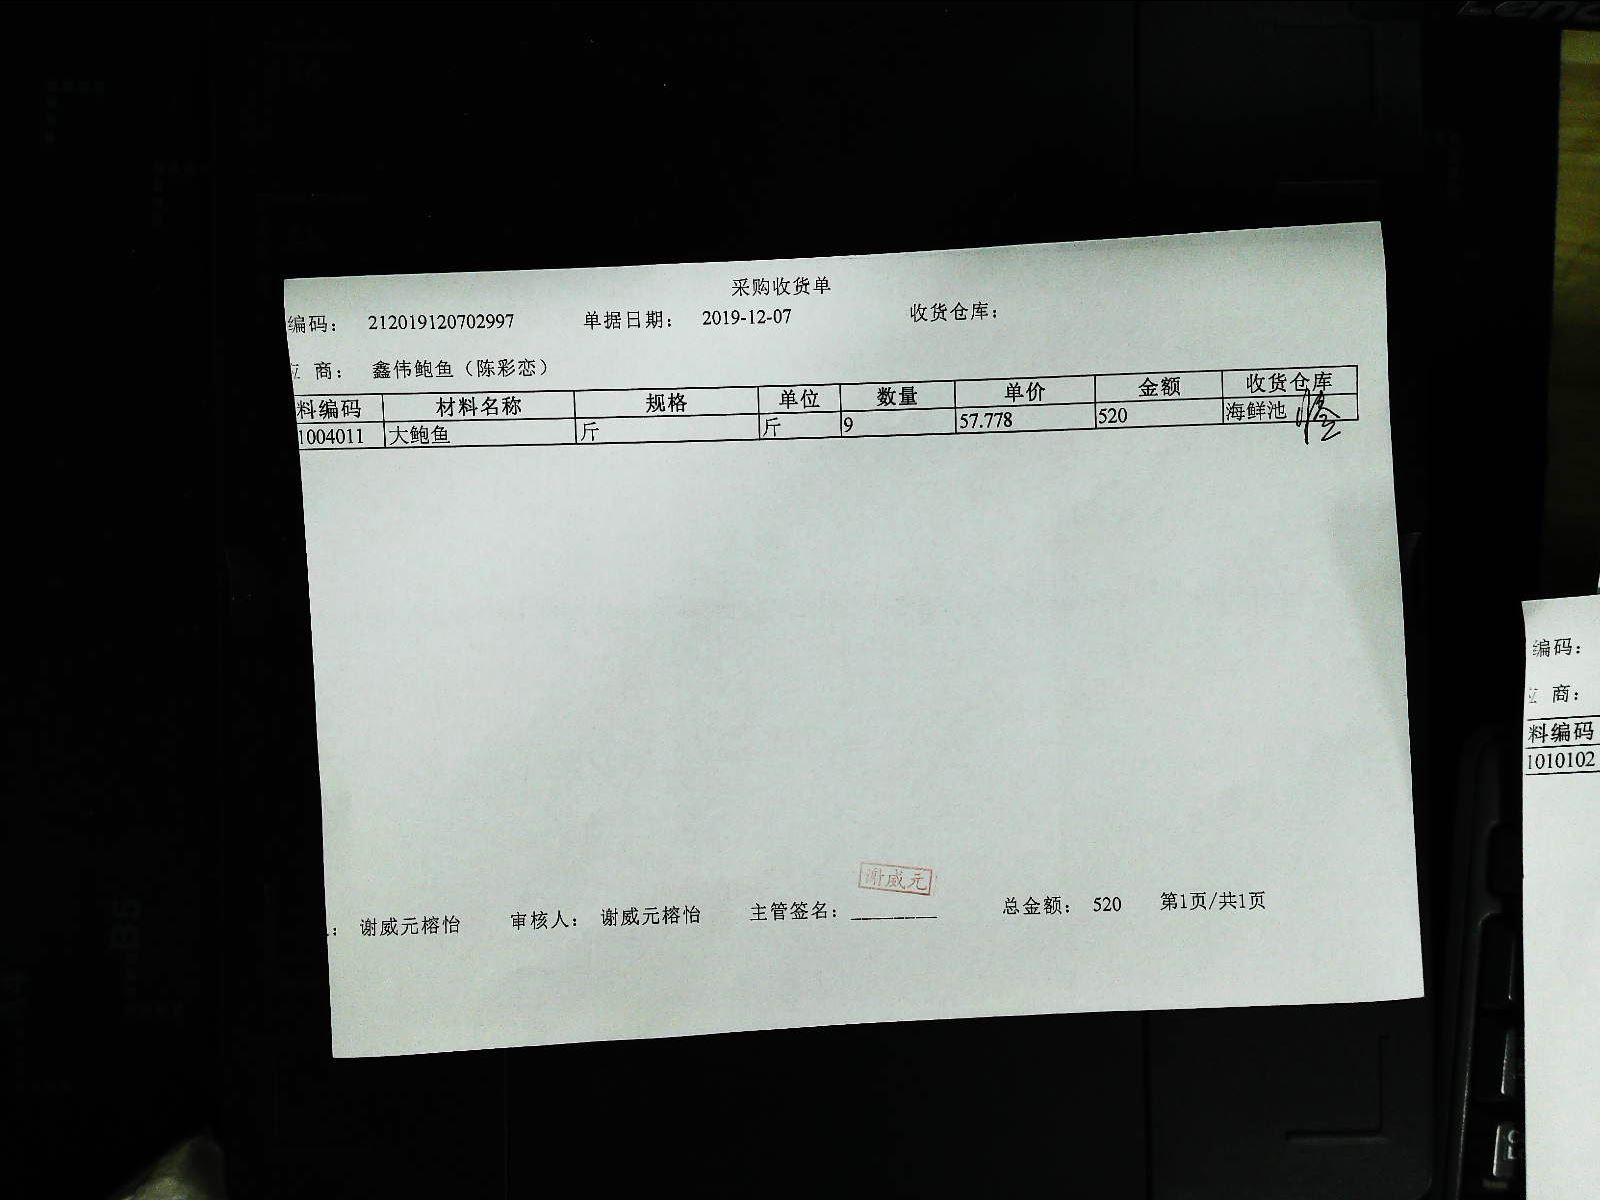 采购收货单
编码： 212019120702997 单据日期： 2019-12-07 收货仓库：
商： 鑫伟鲍鱼（陈彩恋）
料编码 材料名称 规格 单位 数量 单价 金额 收货仓库
1004011 大鲍鱼 斤 斤 9 57.778 520 海鲜池
谢威元
： 谢威元榕怡 审核人： 谢威元榕怡 主管签名： 总金额： 520 第1页/共1页
编码：
商：
料编码
1010102